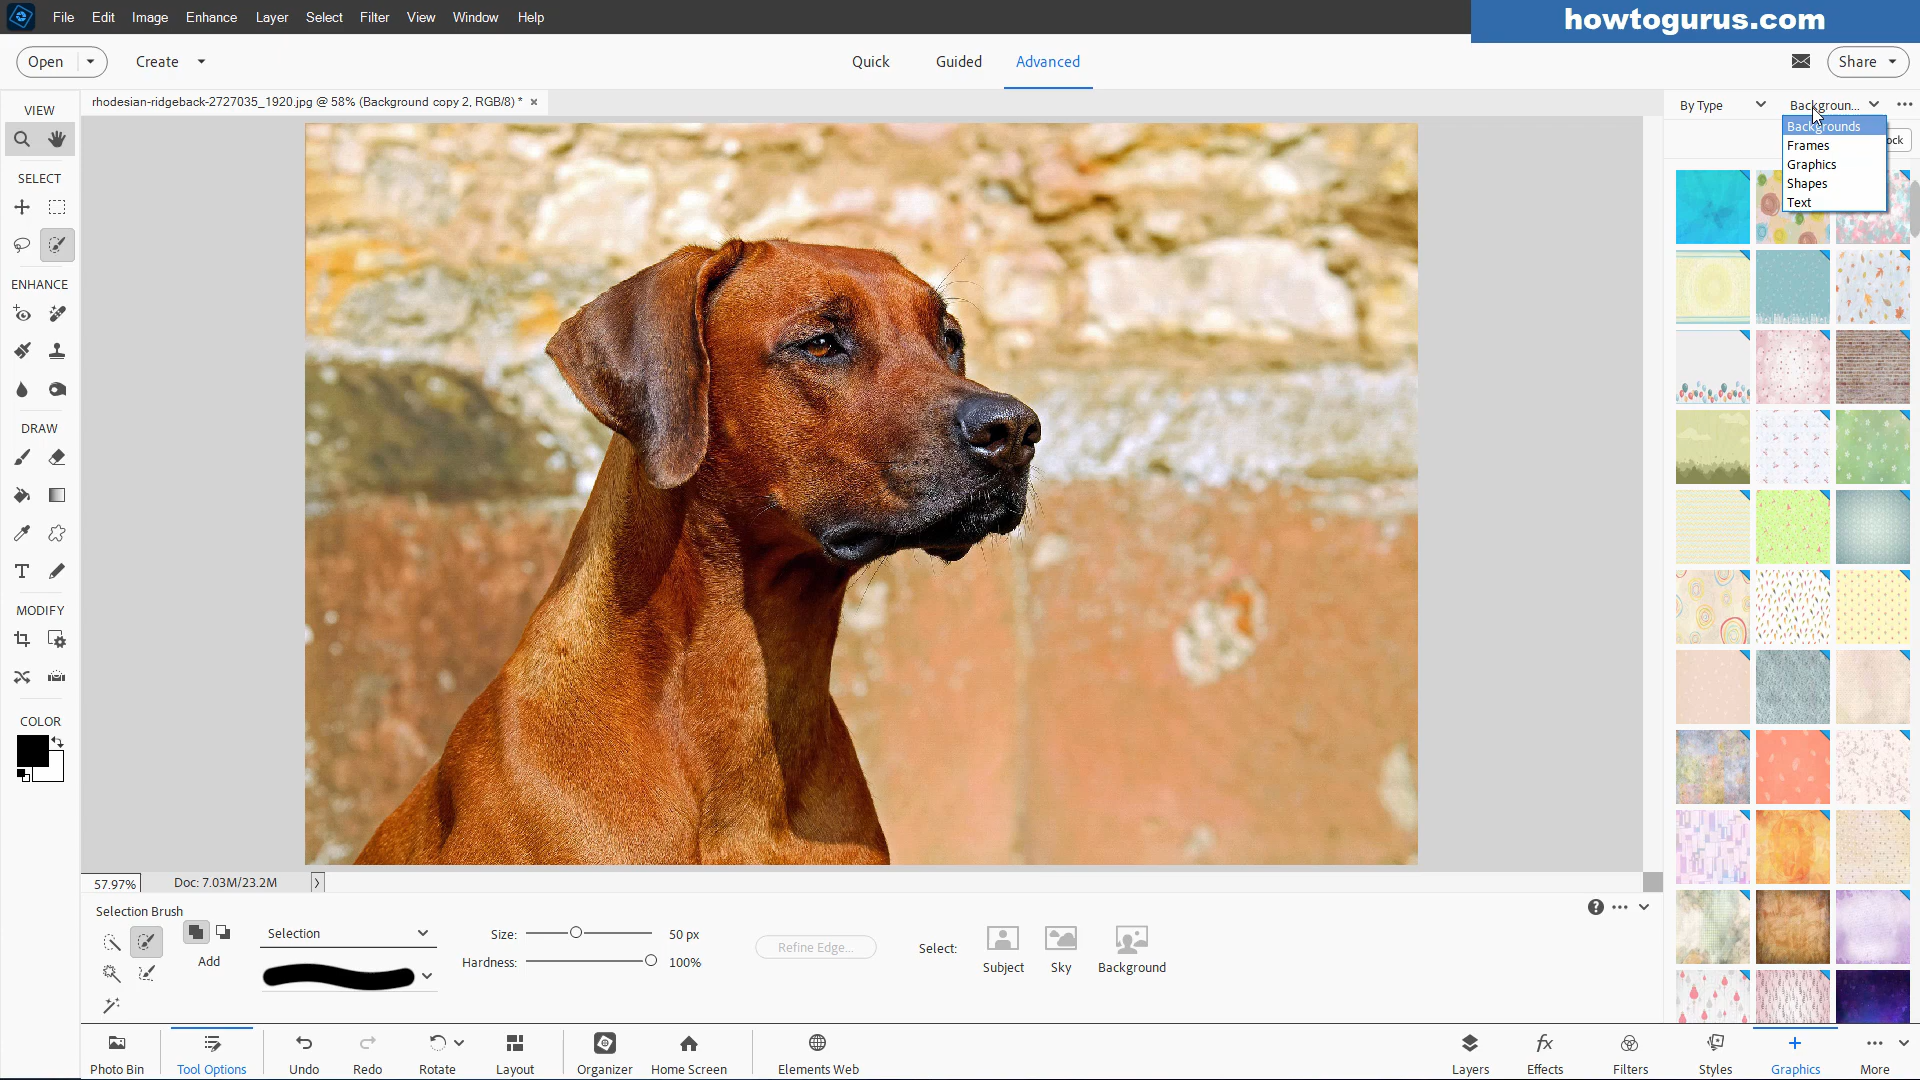 File Edit Image Enhance Layer Select Filter View Window Help
howtogurus.com
Open Create Quick Guided Advanced Share
rhodesian-ridgeback-2727035_1920.jpg @ 58% (Background copy 2, RGB/8) *
By Type Backgroun...
Backgrounds
Frames
Graphics
Shapes
Text
VIEW
SELECT
ENHANCE
DRAW
MODIFY
COLOR
57.97% Doc: 7.03M/23.2M
Selection Brush
Selection
Add
Size: 50 px
Hardness: 100%
Refine Edge...
Select:
Subject Sky Background
Photo Bin Tool Options Undo Redo Rotate Layout Organizer Home Screen Elements Web Layers Effects Filters Styles Graphics More